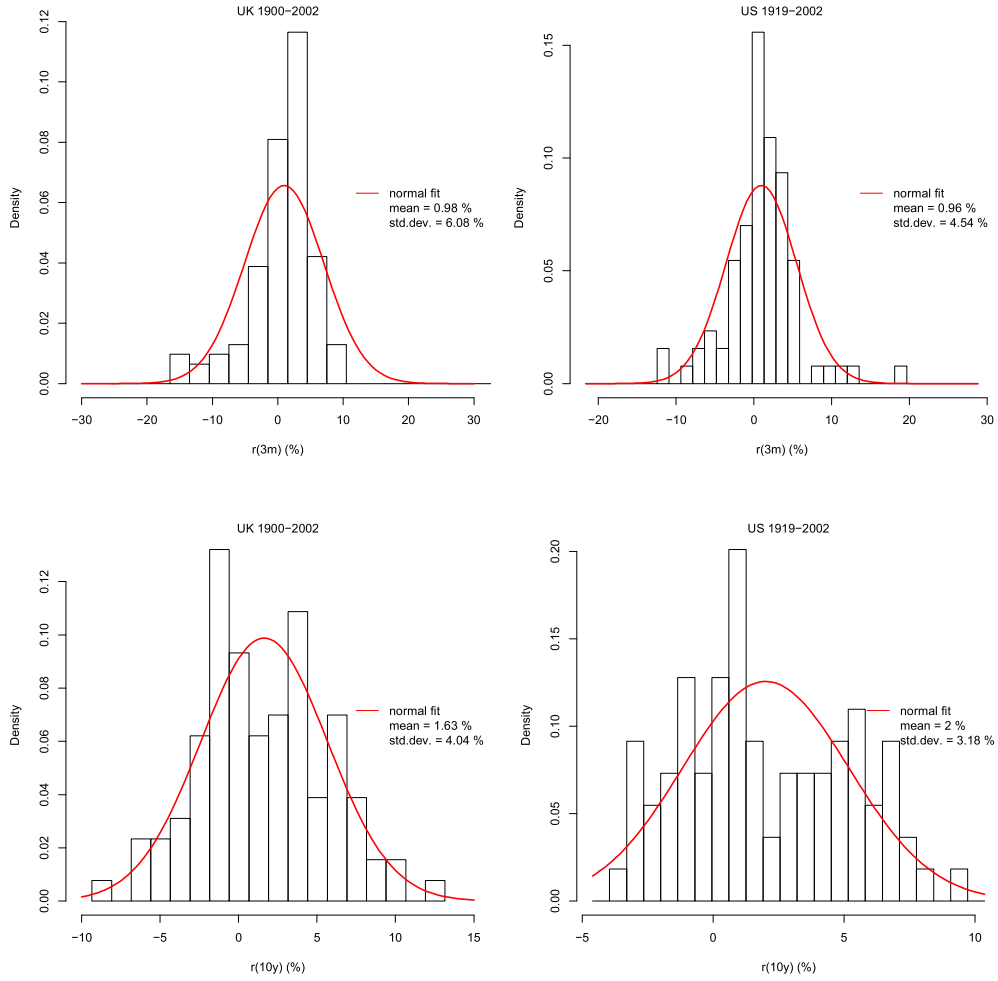 UK 1900−2002
Density
0.00
0.02
0.04
0.06
0.08
0.10
0.12
−30
−20
−10
0
10
20
30
r(3m) (%)
normal fit
mean = 0.98 %
std.dev. = 6.08 %
US 1919−2002
Density
0.00
0.05
0.10
0.15
−20
−10
0
10
20
30
r(3m) (%)
normal fit
mean = 0.96 %
std.dev. = 4.54 %
UK 1900−2002
Density
0.00
0.02
0.04
0.06
0.08
0.10
0.12
−10
−5
0
5
10
15
r(10y) (%)
normal fit
mean = 1.63 %
std.dev. = 4.04 %
US 1919−2002
Density
0.00
0.05
0.10
0.15
0.20
−5
0
5
10
r(10y) (%)
normal fit
mean = 2 %
std.dev. = 3.18 %